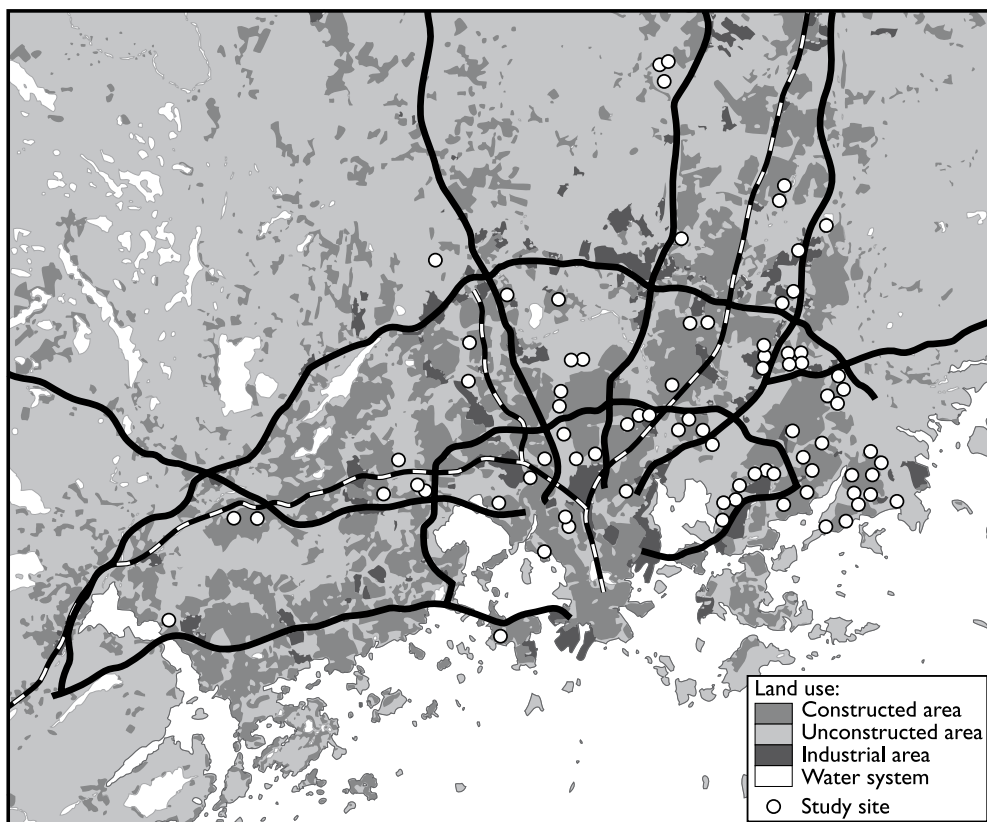 Land use:
Constructed area
Unconstructed area
Industrial area
Water system
Study site